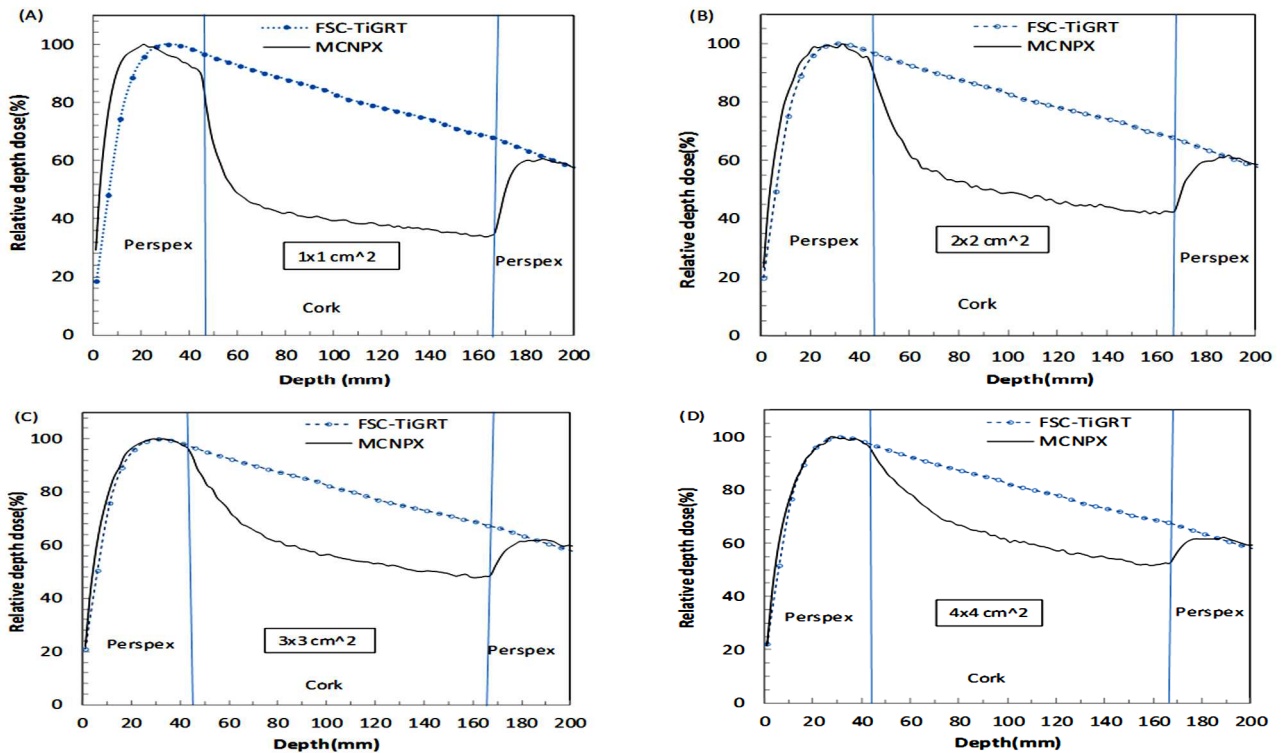 (A)
FSC-TiGRT
MCNPX
Relative depth dose(%)
100
80
60
40
20
0
Perspex
1x1 cm^2
Perspex
Cork
0 20 40 60 80 100 120 140 160 180 200
Depth (mm)
(B)
FSC-TiGRT
MCNPX
Relative depth dose(%)
100
80
60
40
20
0
Perspex
2x2 cm^2
Perspex
Cork
0 20 40 60 80 100 120 140 160 180 200
Depth(mm)
(C)
FSC-TiGRT
MCNPX
Relative depth dose(%)
100
80
60
40
20
0
Perspex
3x3 cm^2
Perspex
Cork
0 20 40 60 80 100 120 140 160 180 200
Depth(mm)
(D)
FSC-TiGRT
MCNPX
Relative depth dose(%)
100
80
60
40
20
0
Perspex
4x4 cm^2
Perspex
Cork
0 20 40 60 80 100 120 140 160 180 200
Depth(mm)